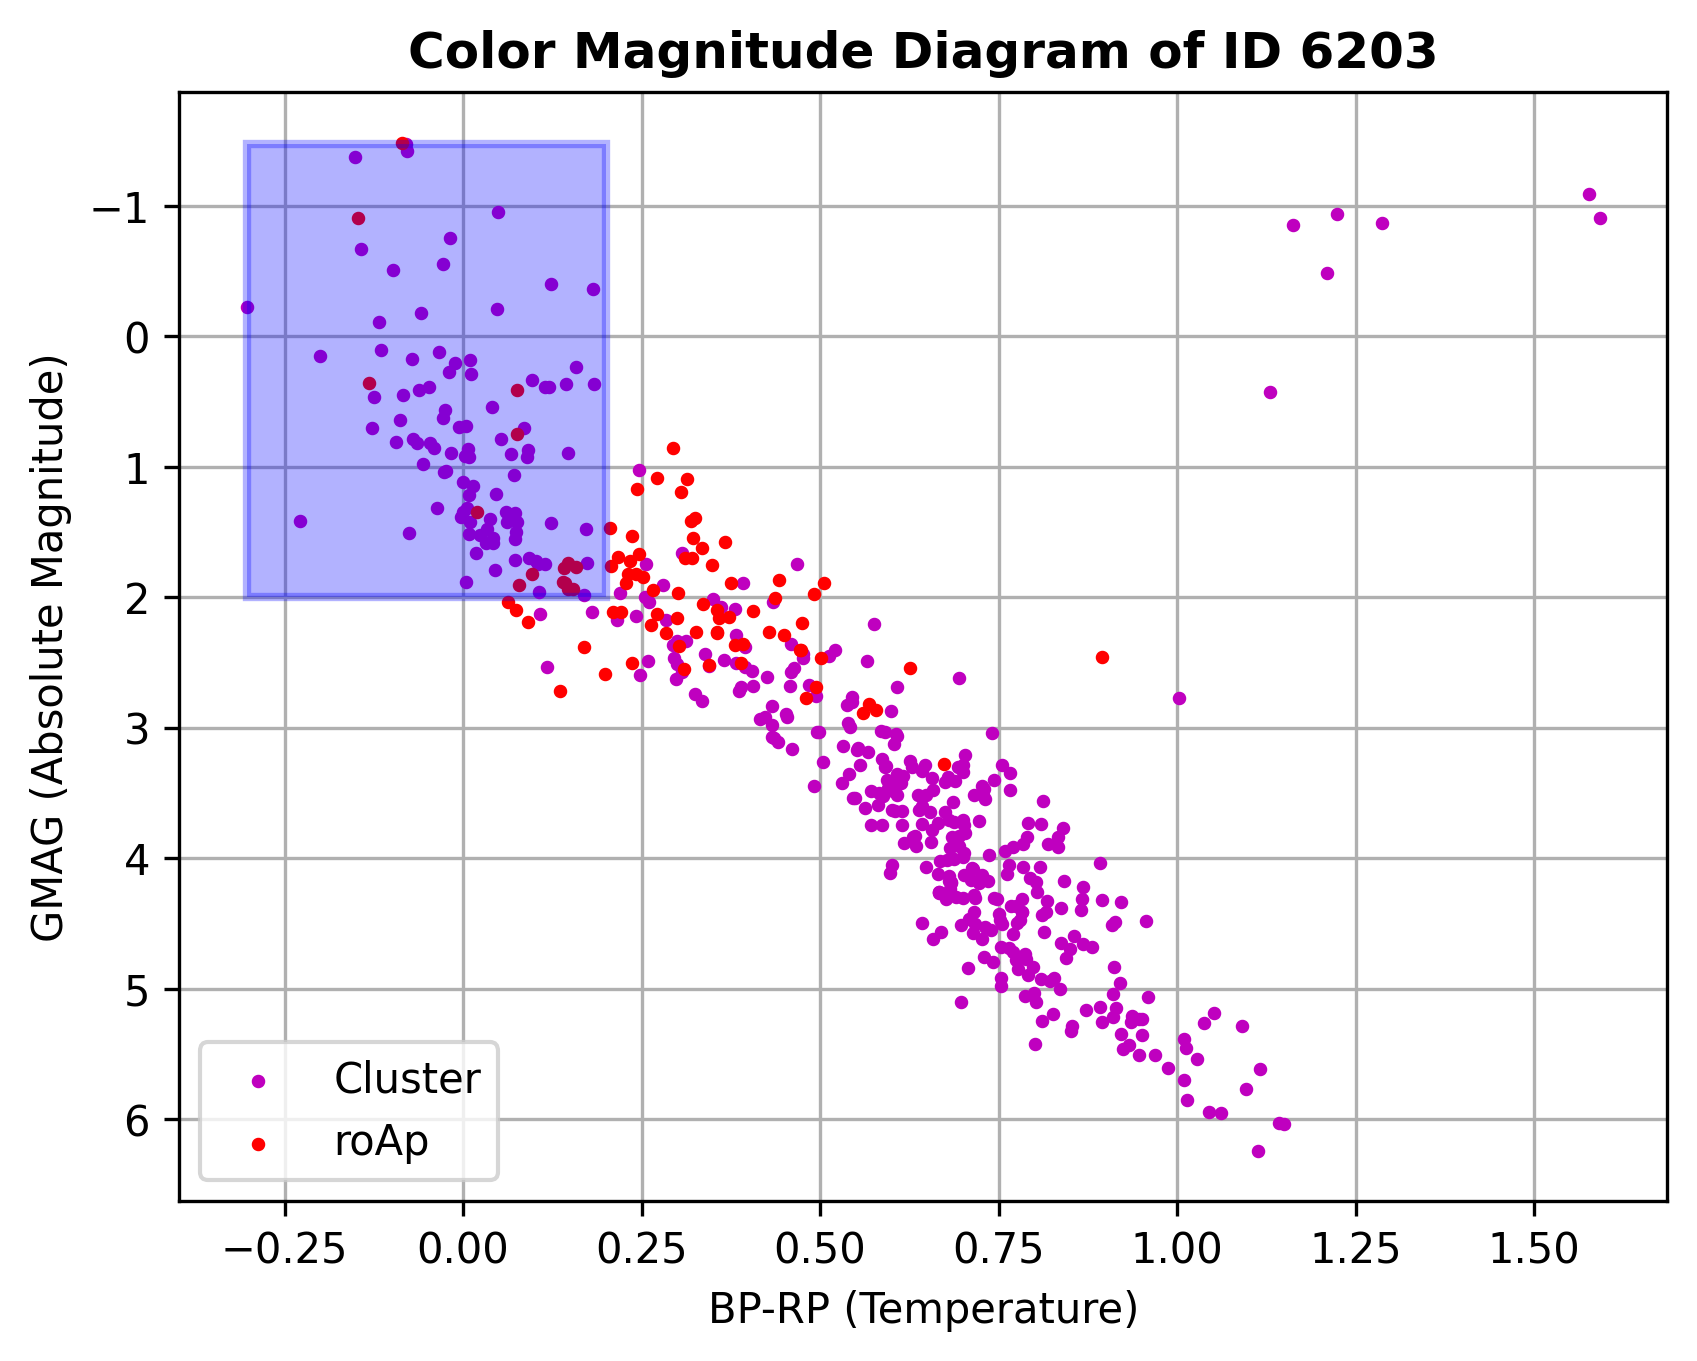 Color Magnitude Diagram of ID 6203
GMAG (Absolute Magnitude)
−1
0
1
2
3
4
5
6
Cluster
roAp
−0.25 0.00 0.25 0.50 0.75 1.00 1.25 1.50
BP-RP (Temperature)